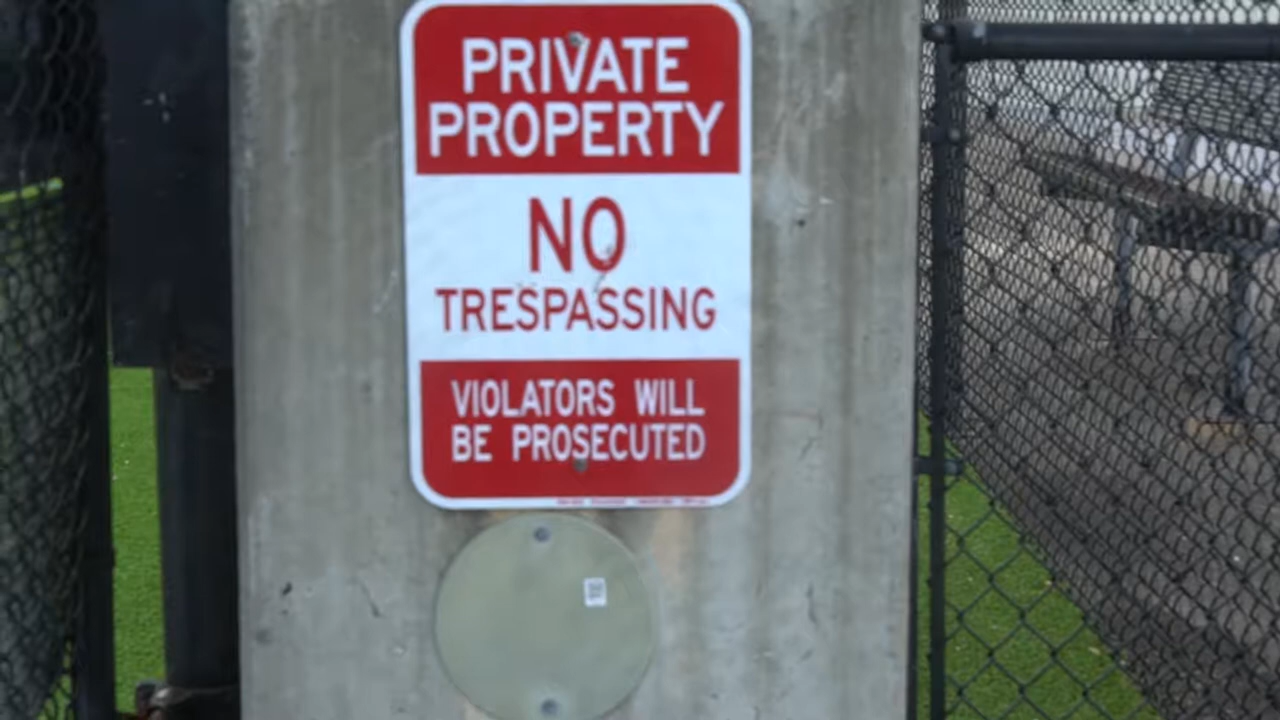 PRIVATE
PROPERTY
NO
TRESPASSING
VIOLATORS WILL
BE PROSECUTED